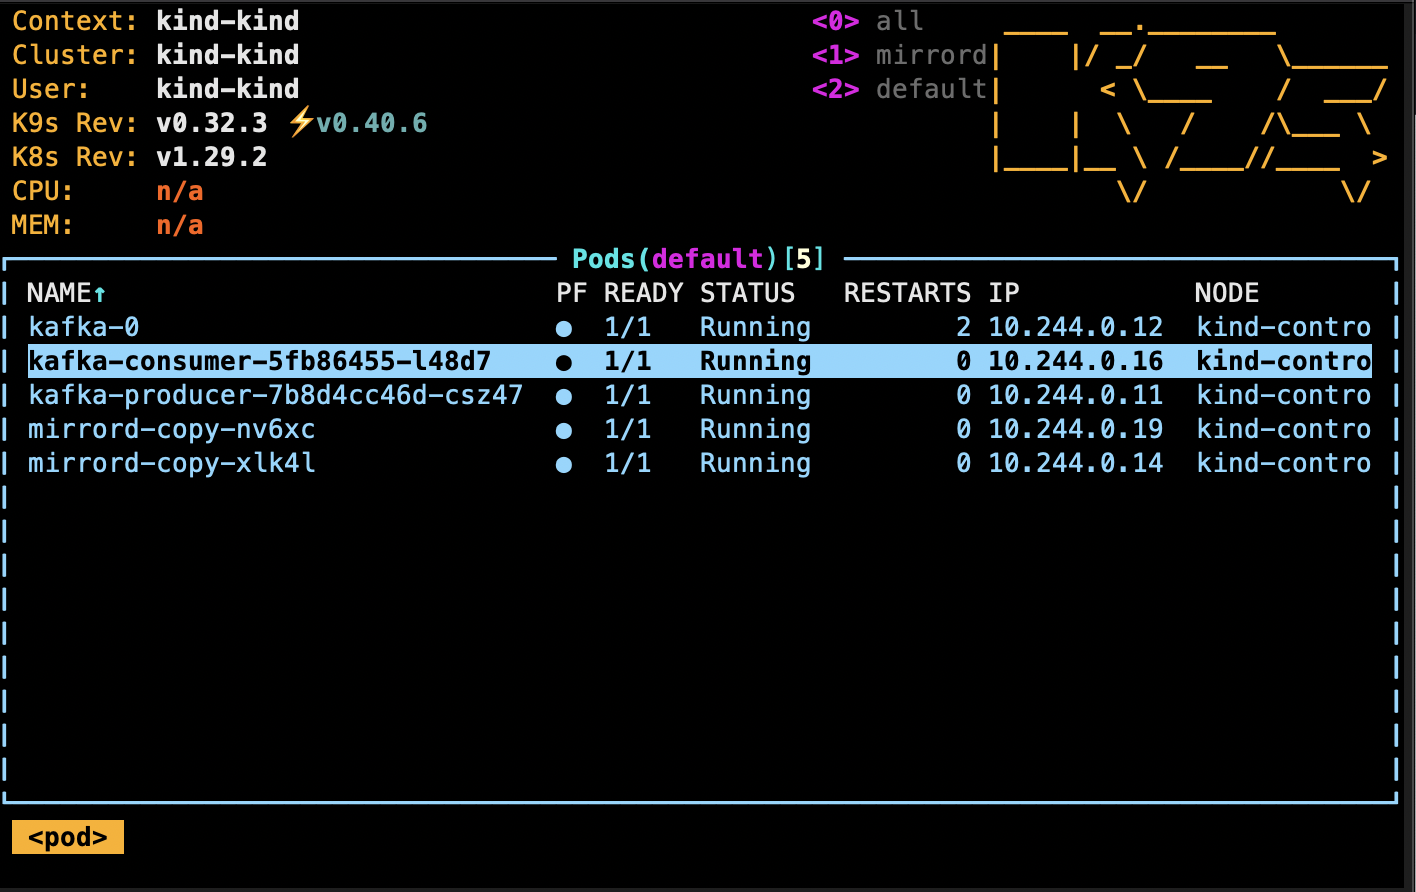 Context: kind-kind <0> all
Cluster: kind-kind <1> mirrord
User: kind-kind <2> default
K9s Rev: v0.32.3 ⚡v0.40.6
K8s Rev: v1.29.2
CPU: n/a
MEM: n/a
Pods(default)[5]
NAME↑ PF READY STATUS RESTARTS IP NODE
kafka-0 ● 1/1 Running 2 10.244.0.12 kind-contro
kafka-consumer-5fb86455-l48d7 ● 1/1 Running 0 10.244.0.16 kind-contro
kafka-producer-7b8d4cc46d-csz47 ● 1/1 Running 0 10.244.0.11 kind-contro
mirrord-copy-nv6xc ● 1/1 Running 0 10.244.0.19 kind-contro
mirrord-copy-xlk4l ● 1/1 Running 0 10.244.0.14 kind-contro
<pod>